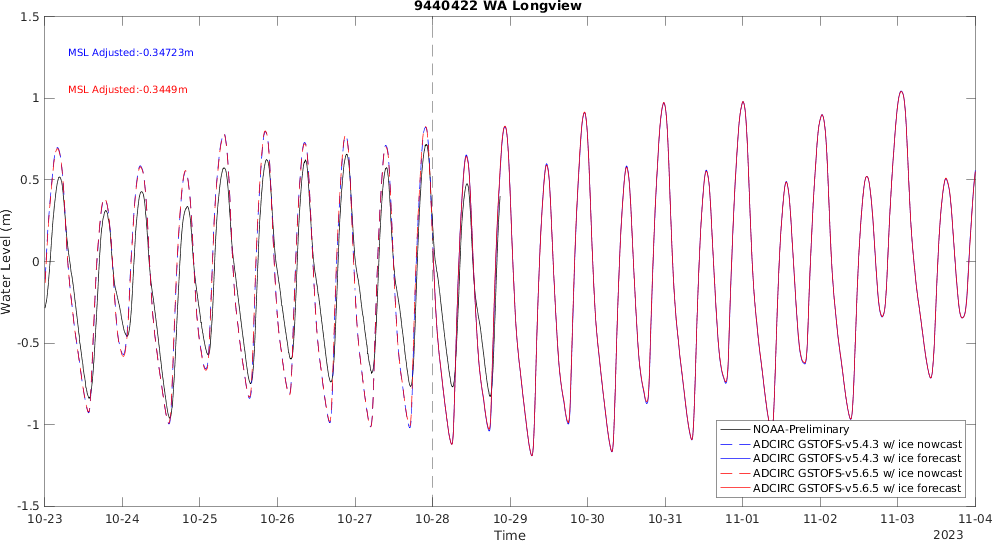 9440422 WA Longview
1.5
1
0.5
0
-0.5
-1
-1.5
Water Level (m)
MSL Adjusted:-0.34723m
MSL Adjusted:-0.3449m
NOAA-Preliminary
ADCIRC GSTOFS-v5.4.3 w/ ice nowcast
ADCIRC GSTOFS-v5.4.3 w/ ice forecast
ADCIRC GSTOFS-v5.6.5 w/ ice nowcast
ADCIRC GSTOFS-v5.6.5 w/ ice forecast
10-23 10-24 10-25 10-26 10-27 10-28 10-29 10-30 10-31 11-01 11-02 11-03 11-04
Time
2023